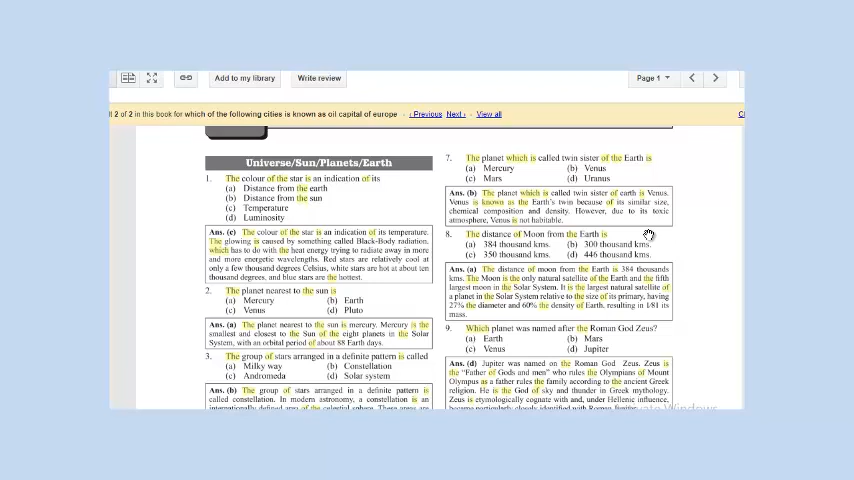 Add to my library
Write review
Page 1
2 of 2 in this book for which of the following cities is known as oil capital of europe - ‹ Previous Next › - View all
Universe/Sun/Planets/Earth
1. The colour of the star is an indication of its
(a) Distance from the earth
(b) Distance from the sun
(c) Temperature
(d) Luminosity
Ans. (c) The colour of the star is an indication of its temperature.
The glowing is caused by something called Black-Body radiation,
which has to do with the heat energy trying to radiate away in more
and more energetic wavelengths. Red stars are relatively cool at
only a few thousand degrees Celsius, white stars are hot at about ten
thousand degrees, and blue stars are the hottest.
2. The planet nearest to the sun is
(a) Mercury (b) Earth
(c) Venus (d) Pluto
Ans. (a) The planet nearest to the sun is mercury. Mercury is the
smallest and closest to the Sun of the eight planets in the Solar
System, with an orbital period of about 88 Earth days.
3. The group of stars arranged in a definite pattern is called
(a) Milky way (b) Constellation
(c) Andromeda (d) Solar system
Ans. (b) The group of stars arranged in a definite pattern is
called constellation. In modern astronomy, a constellation is an
internationally defined area of the celestial sphere. These areas are
7. The planet which is called twin sister of the Earth is
(a) Mercury (b) Venus
(c) Mars (d) Uranus
Ans. (b) The planet which is called twin sister of earth is Venus.
Venus is known as the Earth's twin because of its similar size,
chemical composition and density. However, due to its toxic
atmosphere, Venus is not habitable.
8. The distance of Moon from the Earth is
(a) 384 thousand kms. (b) 300 thousand kms.
(c) 350 thousand kms. (d) 446 thousand kms.
Ans. (a) The distance of moon from the Earth is 384 thousands
kms. The Moon is the only natural satellite of the Earth and the fifth
largest moon in the Solar System. It is the largest natural satellite of
a planet in the Solar System relative to the size of its primary, having
27% the diameter and 60% the density of Earth, resulting in 1/81 its
mass.
9. Which planet was named after the Roman God Zeus?
(a) Earth (b) Mars
(c) Venus (d) Jupiter
Ans. (d) Jupiter was named on the Roman God Zeus. Zeus is
the "Father of Gods and men" who rules the Olympians of Mount
Olympus as a father rules the family according to the ancient Greek
religion. He is the God of sky and thunder in Greek mythology.
Zeus is etymologically cognate with and, under Hellenic influence,
became particularly closely identified with Roman Jupiter.